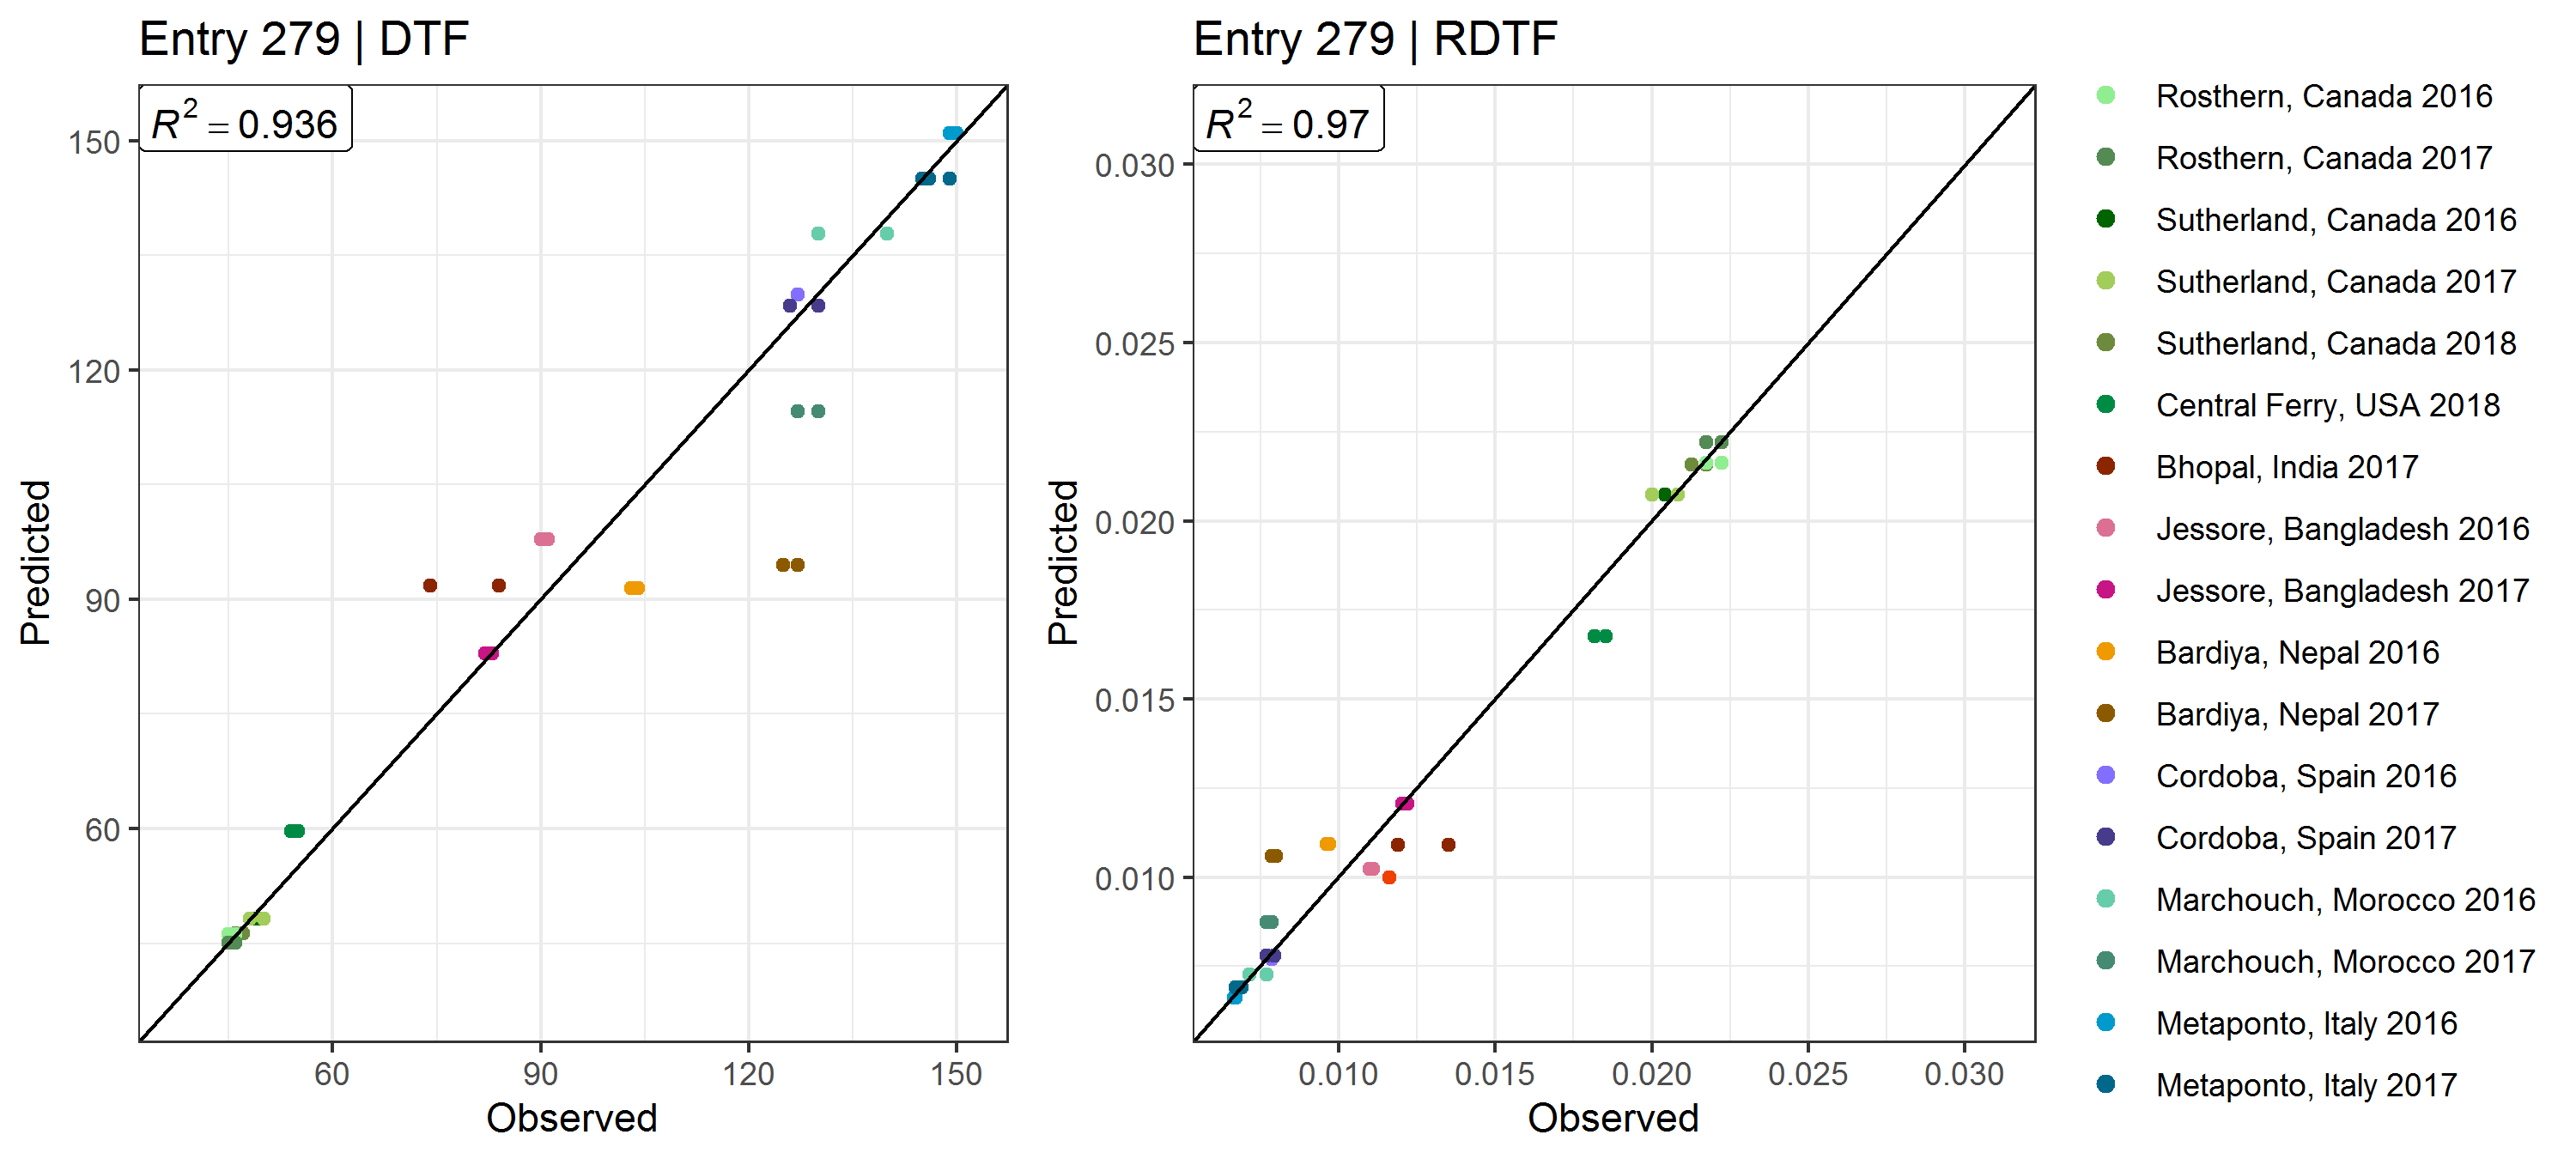 Entry 279 | DTF
R² = 0.936
150
120
90
60
Predicted
60 90 120 150
Observed
Entry 279 | RDTF
R² = 0.97
0.030
0.025
0.020
0.015
0.010
Predicted
0.010 0.015 0.020 0.025 0.030
Observed
Rosthern, Canada 2016
Rosthern, Canada 2017
Sutherland, Canada 2016
Sutherland, Canada 2017
Sutherland, Canada 2018
Central Ferry, USA 2018
Bhopal, India 2017
Jessore, Bangladesh 2016
Jessore, Bangladesh 2017
Bardiya, Nepal 2016
Bardiya, Nepal 2017
Cordoba, Spain 2016
Cordoba, Spain 2017
Marchouch, Morocco 2016
Marchouch, Morocco 2017
Metaponto, Italy 2016
Metaponto, Italy 2017